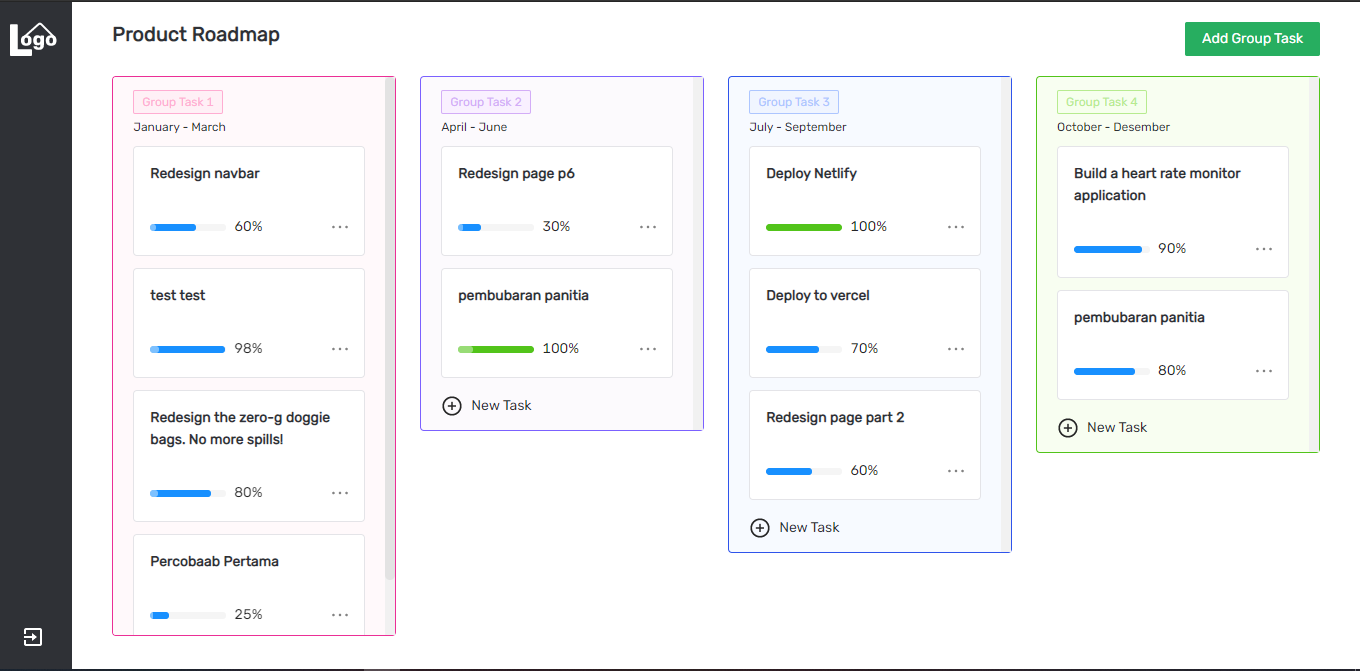 Logo
Product Roadmap
Add Group Task
Group Task 1
January - March
Redesign navbar
60%
test test
98%
Redesign the zero-g doggie
bags. No more spills!
80%
Percobaab Pertama
25%
Group Task 2
April - June
Redesign page p6
30%
pembubaran panitia
100%
New Task
Group Task 3
July - September
Deploy Netlify
100%
Deploy to vercel
70%
Redesign page part 2
60%
New Task
Group Task 4
October - Desember
Build a heart rate monitor
application
90%
pembubaran panitia
80%
New Task